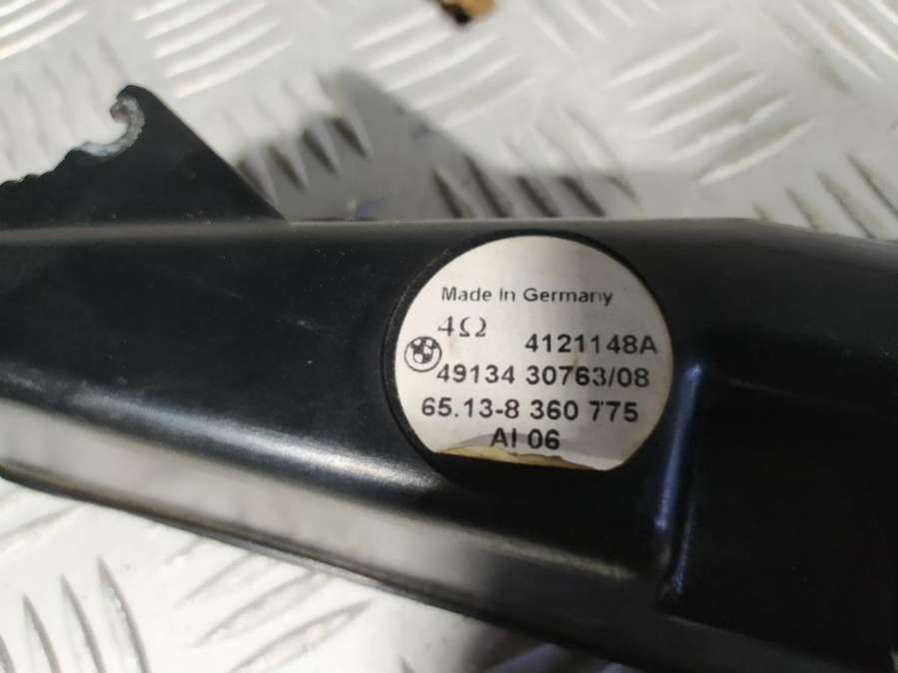 Made in Germany
4Ω
4121148A
49134 30763/08
65.13-8 360 775
AI 06